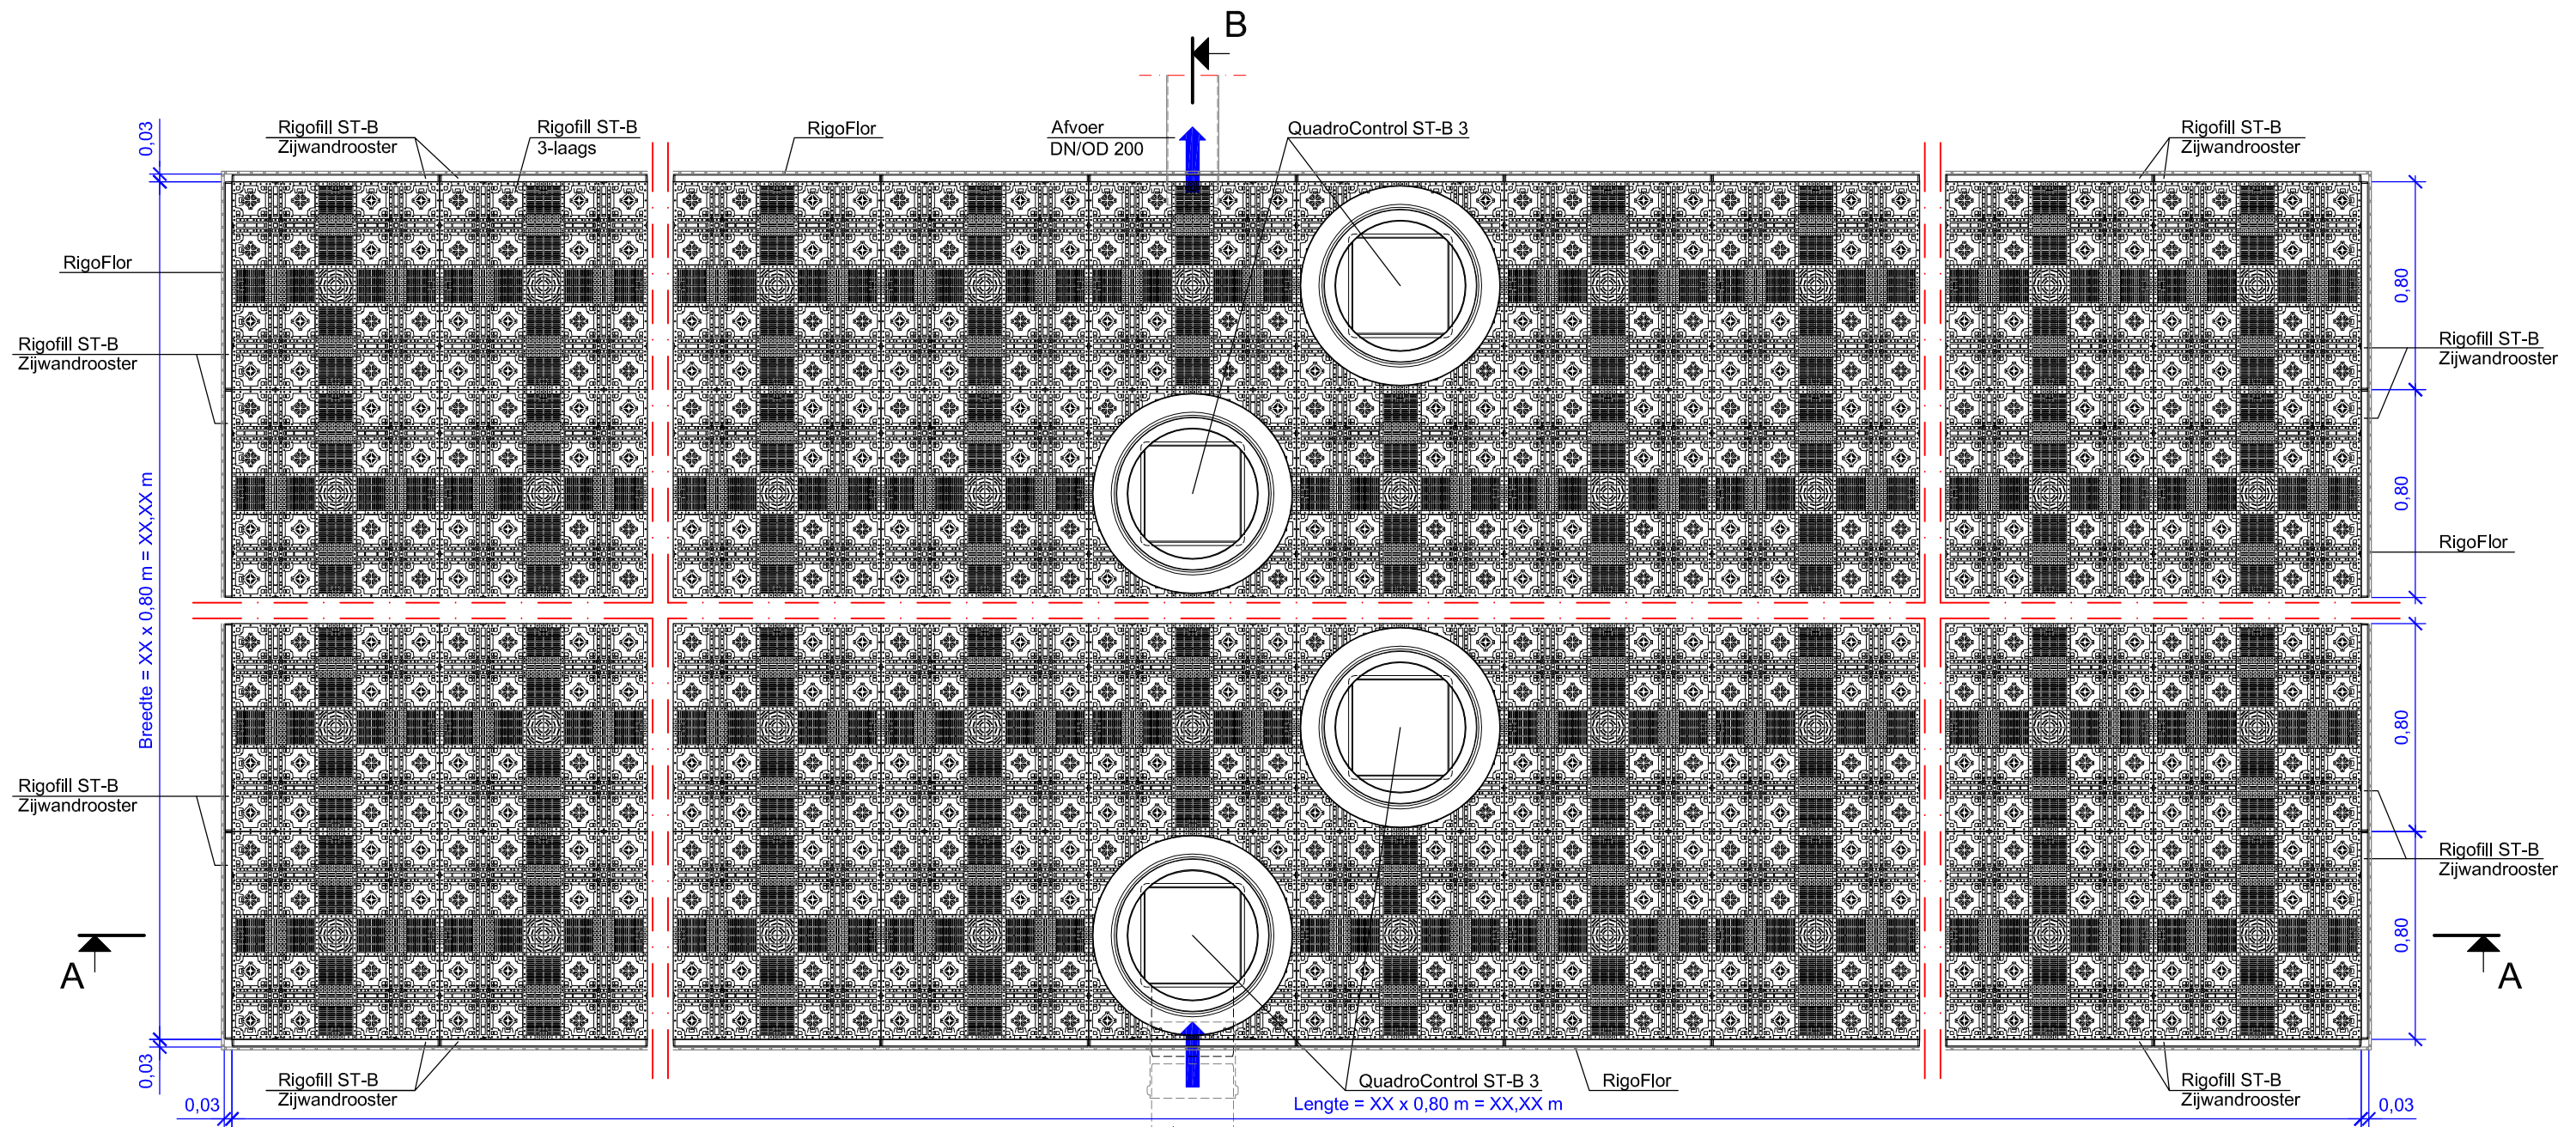 B
0,03
Rigofill ST-B
Zijwandrooster
Rigofill ST-B
3-laags
RigoFlor
Afvoer
DN/OD 200
QuadroControl ST-B 3
Rigofill ST-B
Zijwandrooster
RigoFlor
0,80
Rigofill ST-B
Zijwandrooster
Rigofill ST-B
Zijwandrooster
Breedte = XX x 0,80 m = XX,XX m
0,80
RigoFlor
0,80
Rigofill ST-B
Zijwandrooster
Rigofill ST-B
Zijwandrooster
0,80
A
A
0,03
Rigofill ST-B
Zijwandrooster
QuadroControl ST-B 3
RigoFlor
Rigofill ST-B
Zijwandrooster
0,03
Lengte = XX x 0,80 m = XX,XX m
0,03